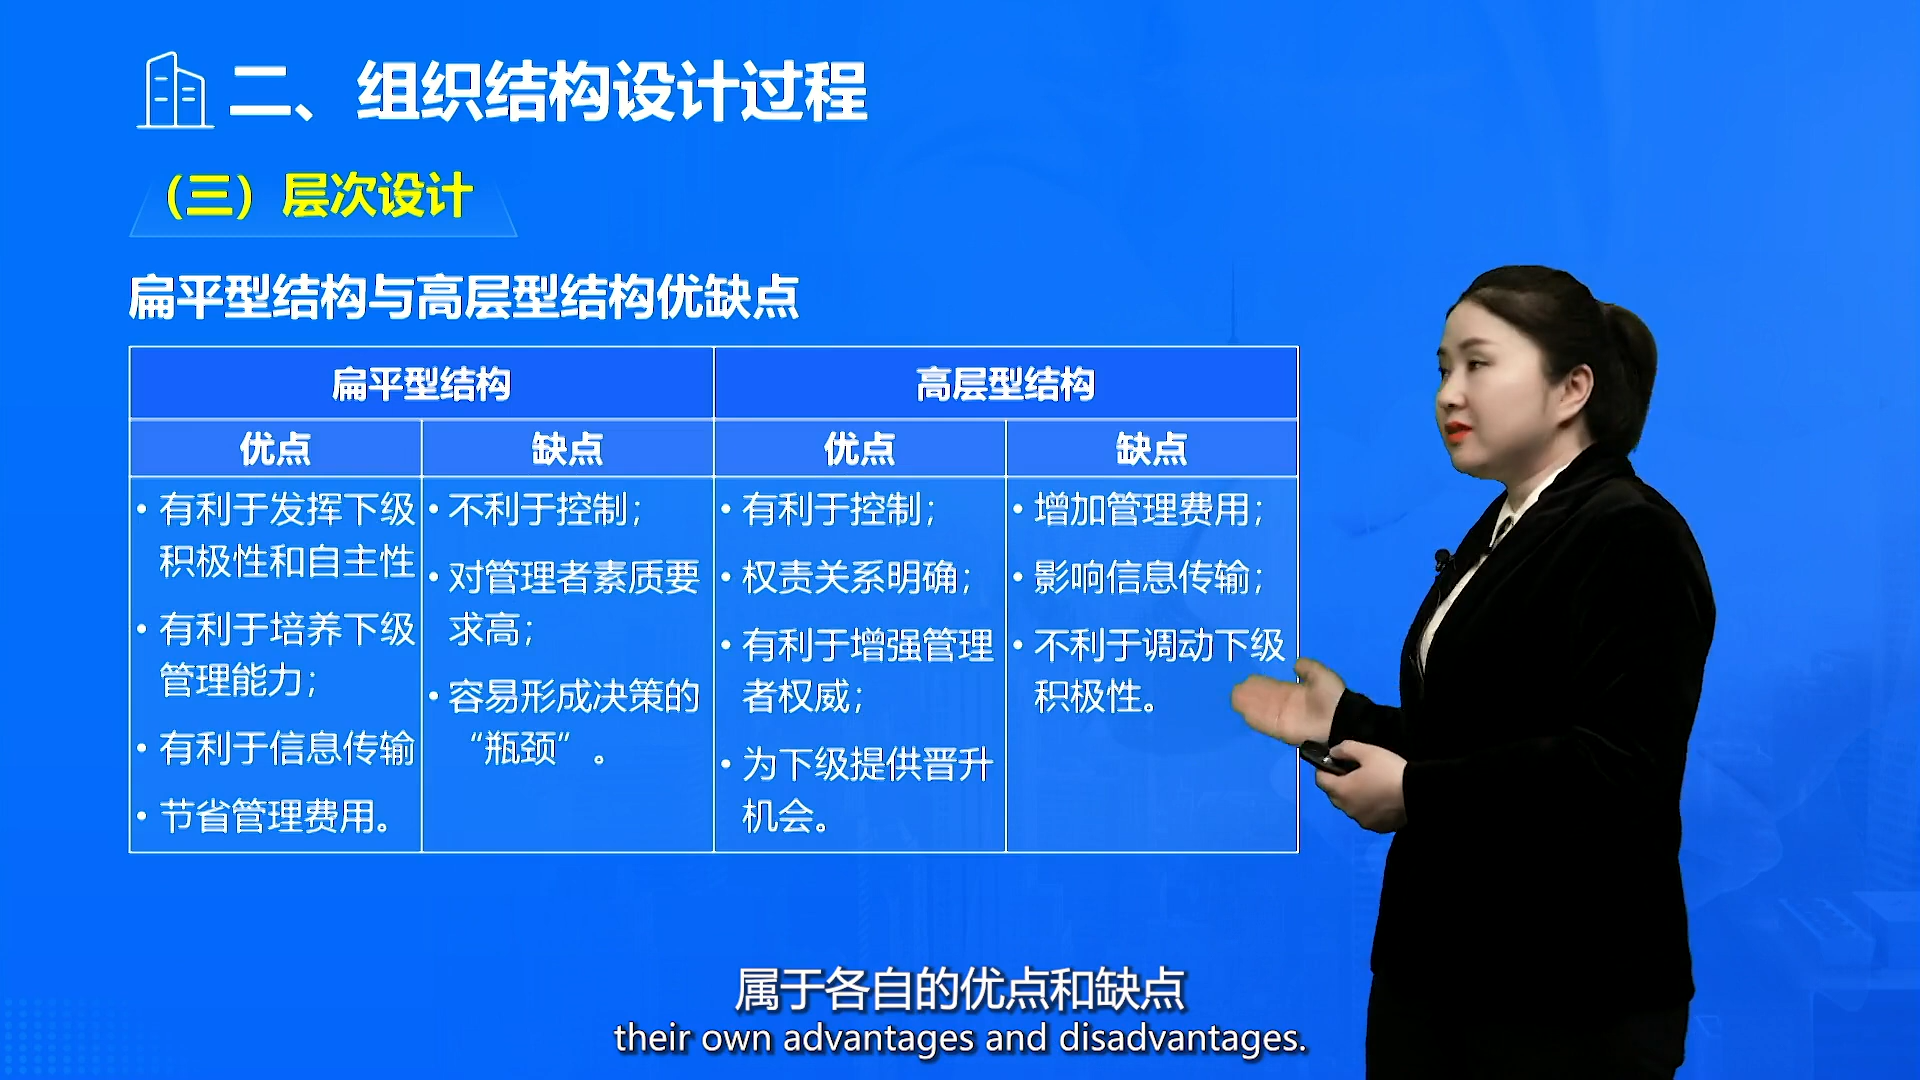 二、组织结构设计过程
（三）层次设计
扁平型结构与高层型结构优缺点
扁平型结构
高层型结构
优点
缺点
优点
缺点
• 有利于发挥下级
积极性和自主性
• 有利于培养下级
管理能力；
• 有利于信息传输
• 节省管理费用。
• 不利于控制；
• 对管理者素质要
求高；
• 容易形成决策的
“瓶颈”。
• 有利于控制；
• 权责关系明确；
• 有利于增强管理
者权威；
• 为下级提供晋升
机会。
• 增加管理费用；
• 影响信息传输；
• 不利于调动下级
积极性。
属于各自的优点和缺点
their own advantages and disadvantages.